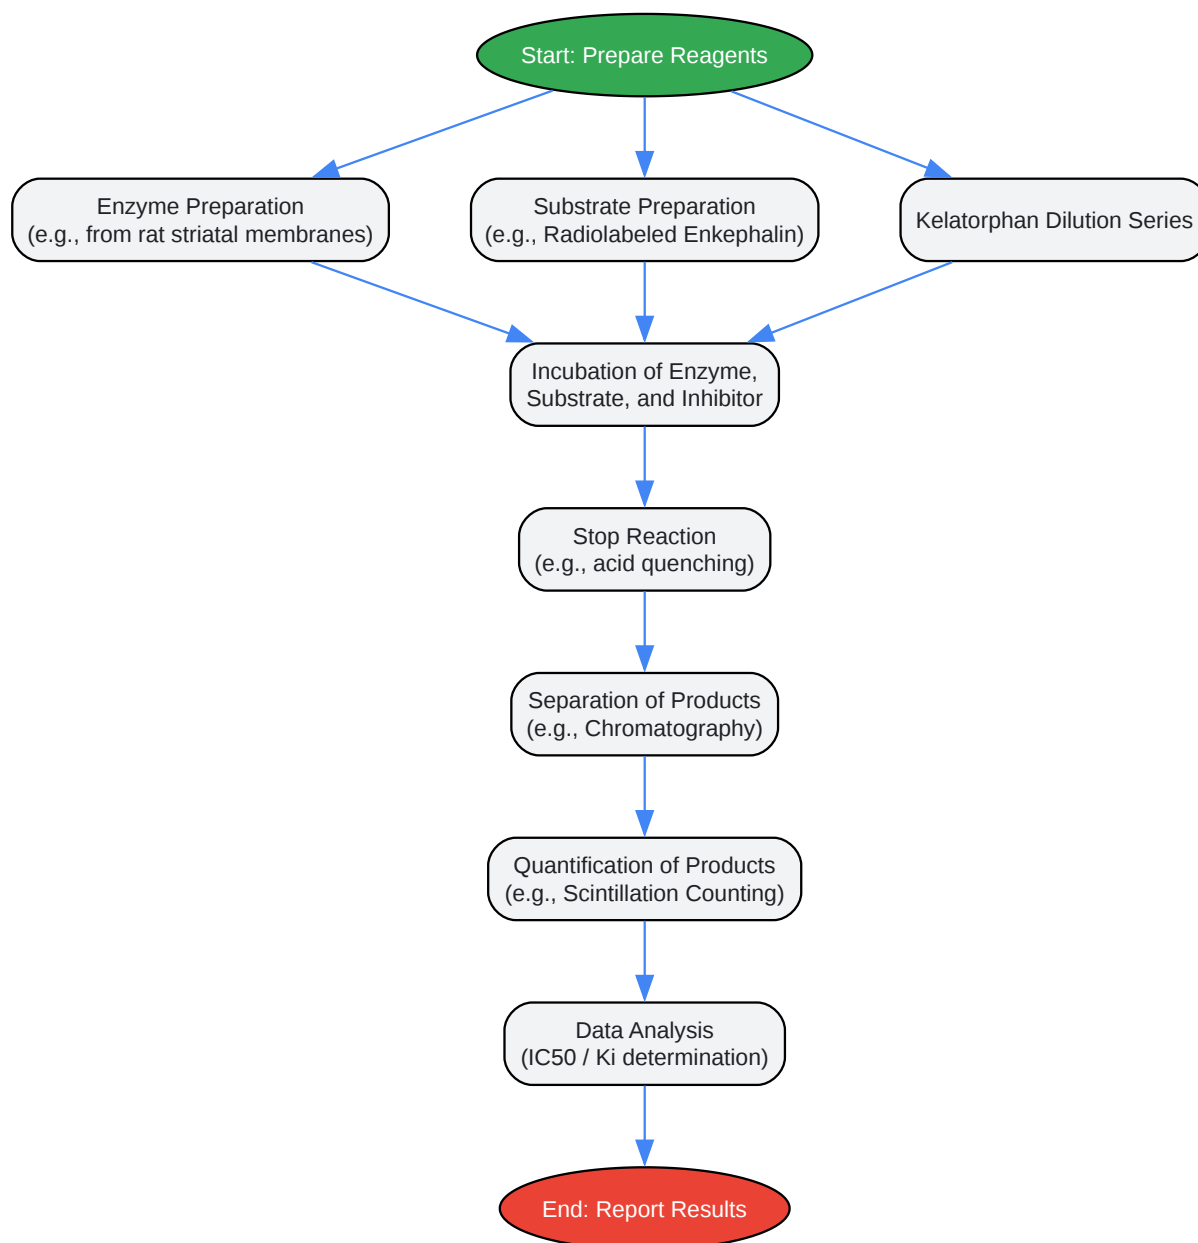 Start: Prepare Reagents
Enzyme Preparation
(e.g., from rat striatal membranes)
Substrate Preparation
(e.g., Radiolabeled Enkephalin)
Kelatorphan Dilution Series
Incubation of Enzyme,
Substrate, and Inhibitor
Stop Reaction
(e.g., acid quenching)
Separation of Products
(e.g., Chromatography)
Quantification of Products
(e.g., Scintillation Counting)
Data Analysis
(IC50 / Ki determination)
End: Report Results